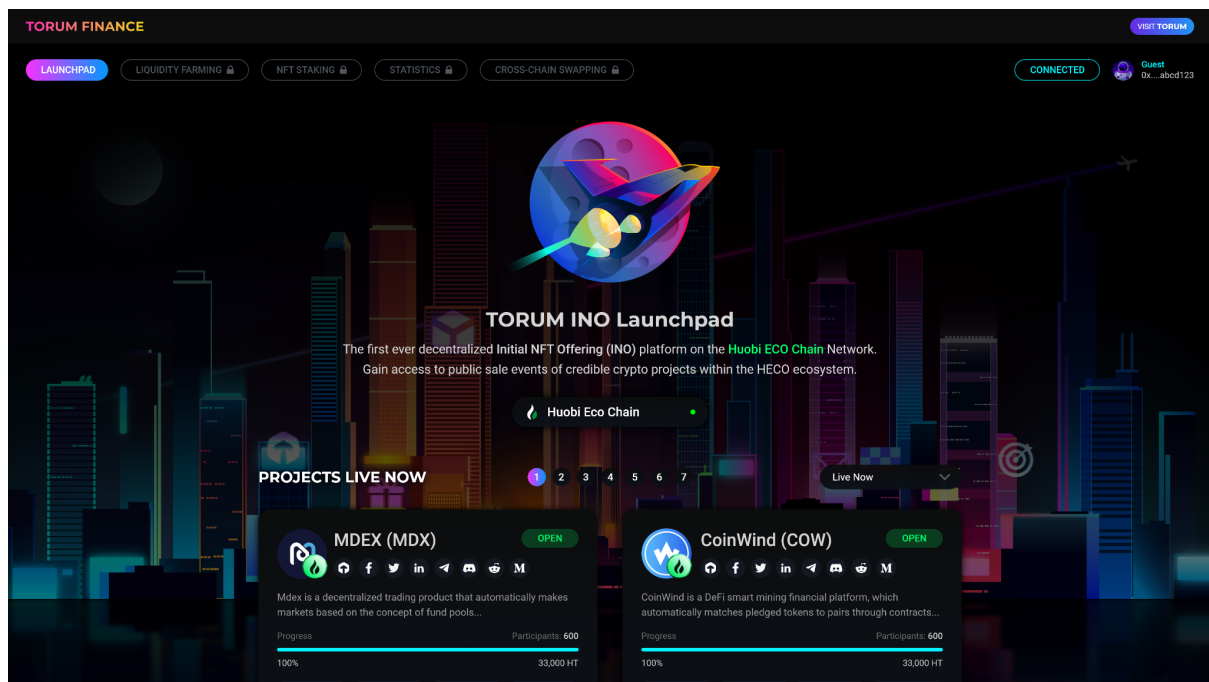 TORUM FINANCE
VISIT TORUM
LAUNCHPAD
LIQUIDITY FARMING
NFT STAKING
STATISTICS
CROSS-CHAIN SWAPPING
CONNECTED
Guest
0x....abcd123
TORUM INO Launchpad
The first ever decentralized Initial NFT Offering (INO) platform on the Huobi ECO Chain Network.
Gain access to public sale events of credible crypto projects within the HECO ecosystem.
Huobi Eco Chain
PROJECTS LIVE NOW
1 2 3 4 5 6 7
Live Now
MDEX (MDX)
OPEN
Mdex is a decentralized trading product that automatically makes
markets based on the concept of fund pools...
Progress
Participants: 600
100%
33,000 HT
CoinWind (COW)
OPEN
CoinWind is a DeFi smart mining financial platform, which
automatically matches pledged tokens to pairs through contracts...
Progress
Participants: 600
100%
33,000 HT